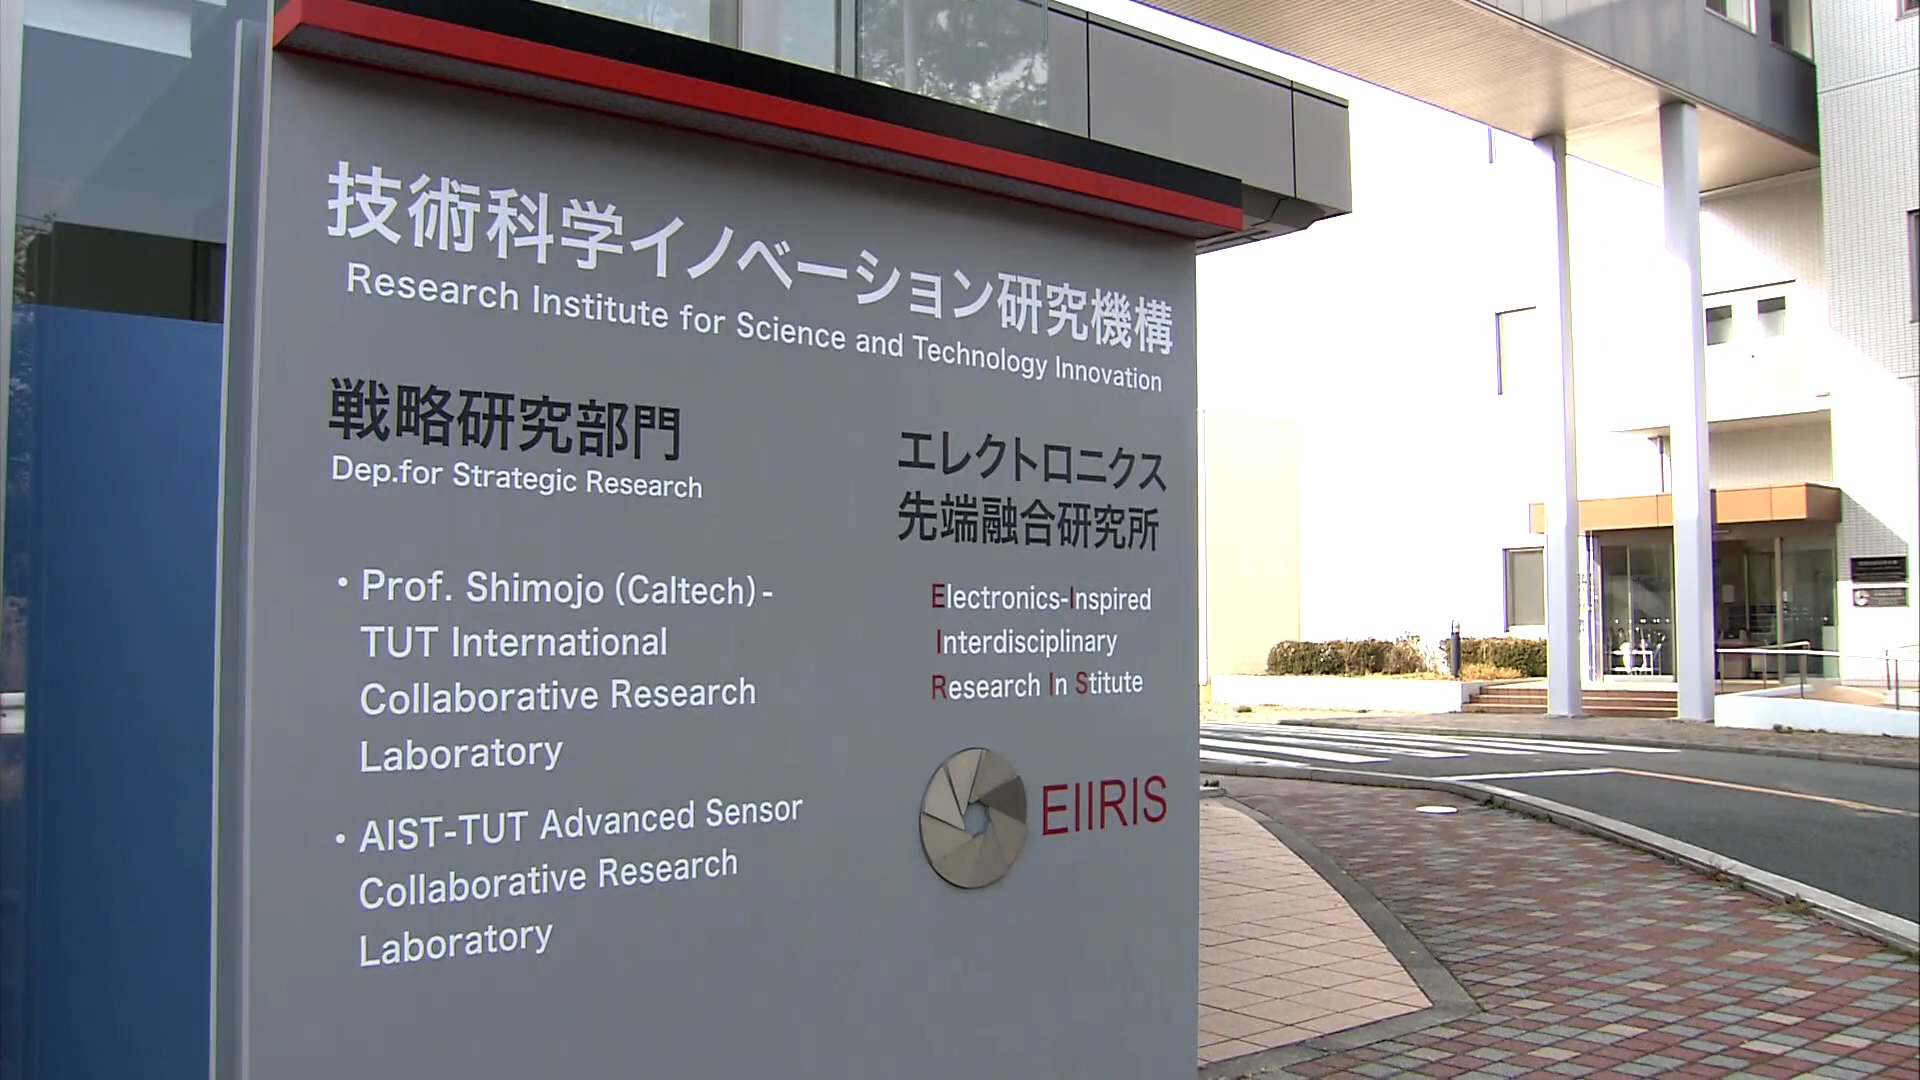 技術科学イノベーション研究機構
Research Institute for Science and Technology Innovation
戦略研究部門
Dep.for Strategic Research
・Prof. Shimojo (Caltech)-
TUT International
Collaborative Research
Laboratory
・AIST-TUT Advanced Sensor
Collaborative Research
Laboratory
エレクトロニクス
先端融合研究所
Electronics-Inspired
Interdisciplinary
Research In Stitute
EIIRIS